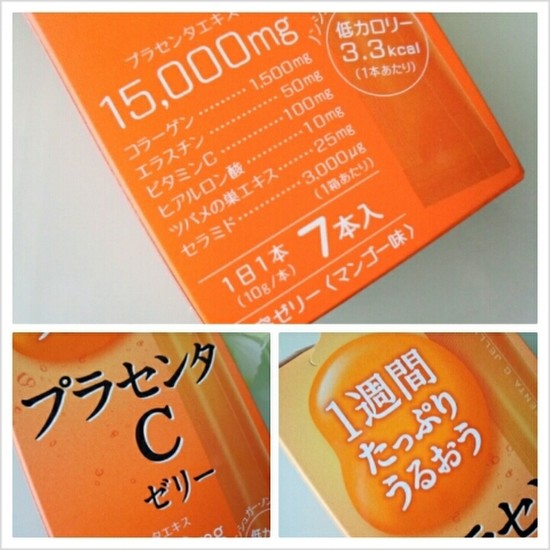 プラセンタエキス
15,000mg
コラーゲン………1,500mg
エラスチン…………50mg
ビタミンC…………100mg
ヒアルロン酸…………10mg
ツバメの巣エキス……25mg
セラミド…………3,000μg
(1箱あたり)
1日1本 7本入
(10g/本)
ゼリー〈マンゴー味〉
低カロリー
3.3kcal
(1本あたり)
プラセンタ
C
ゼリー
1週間
たっぷり
うるおう
プラセン